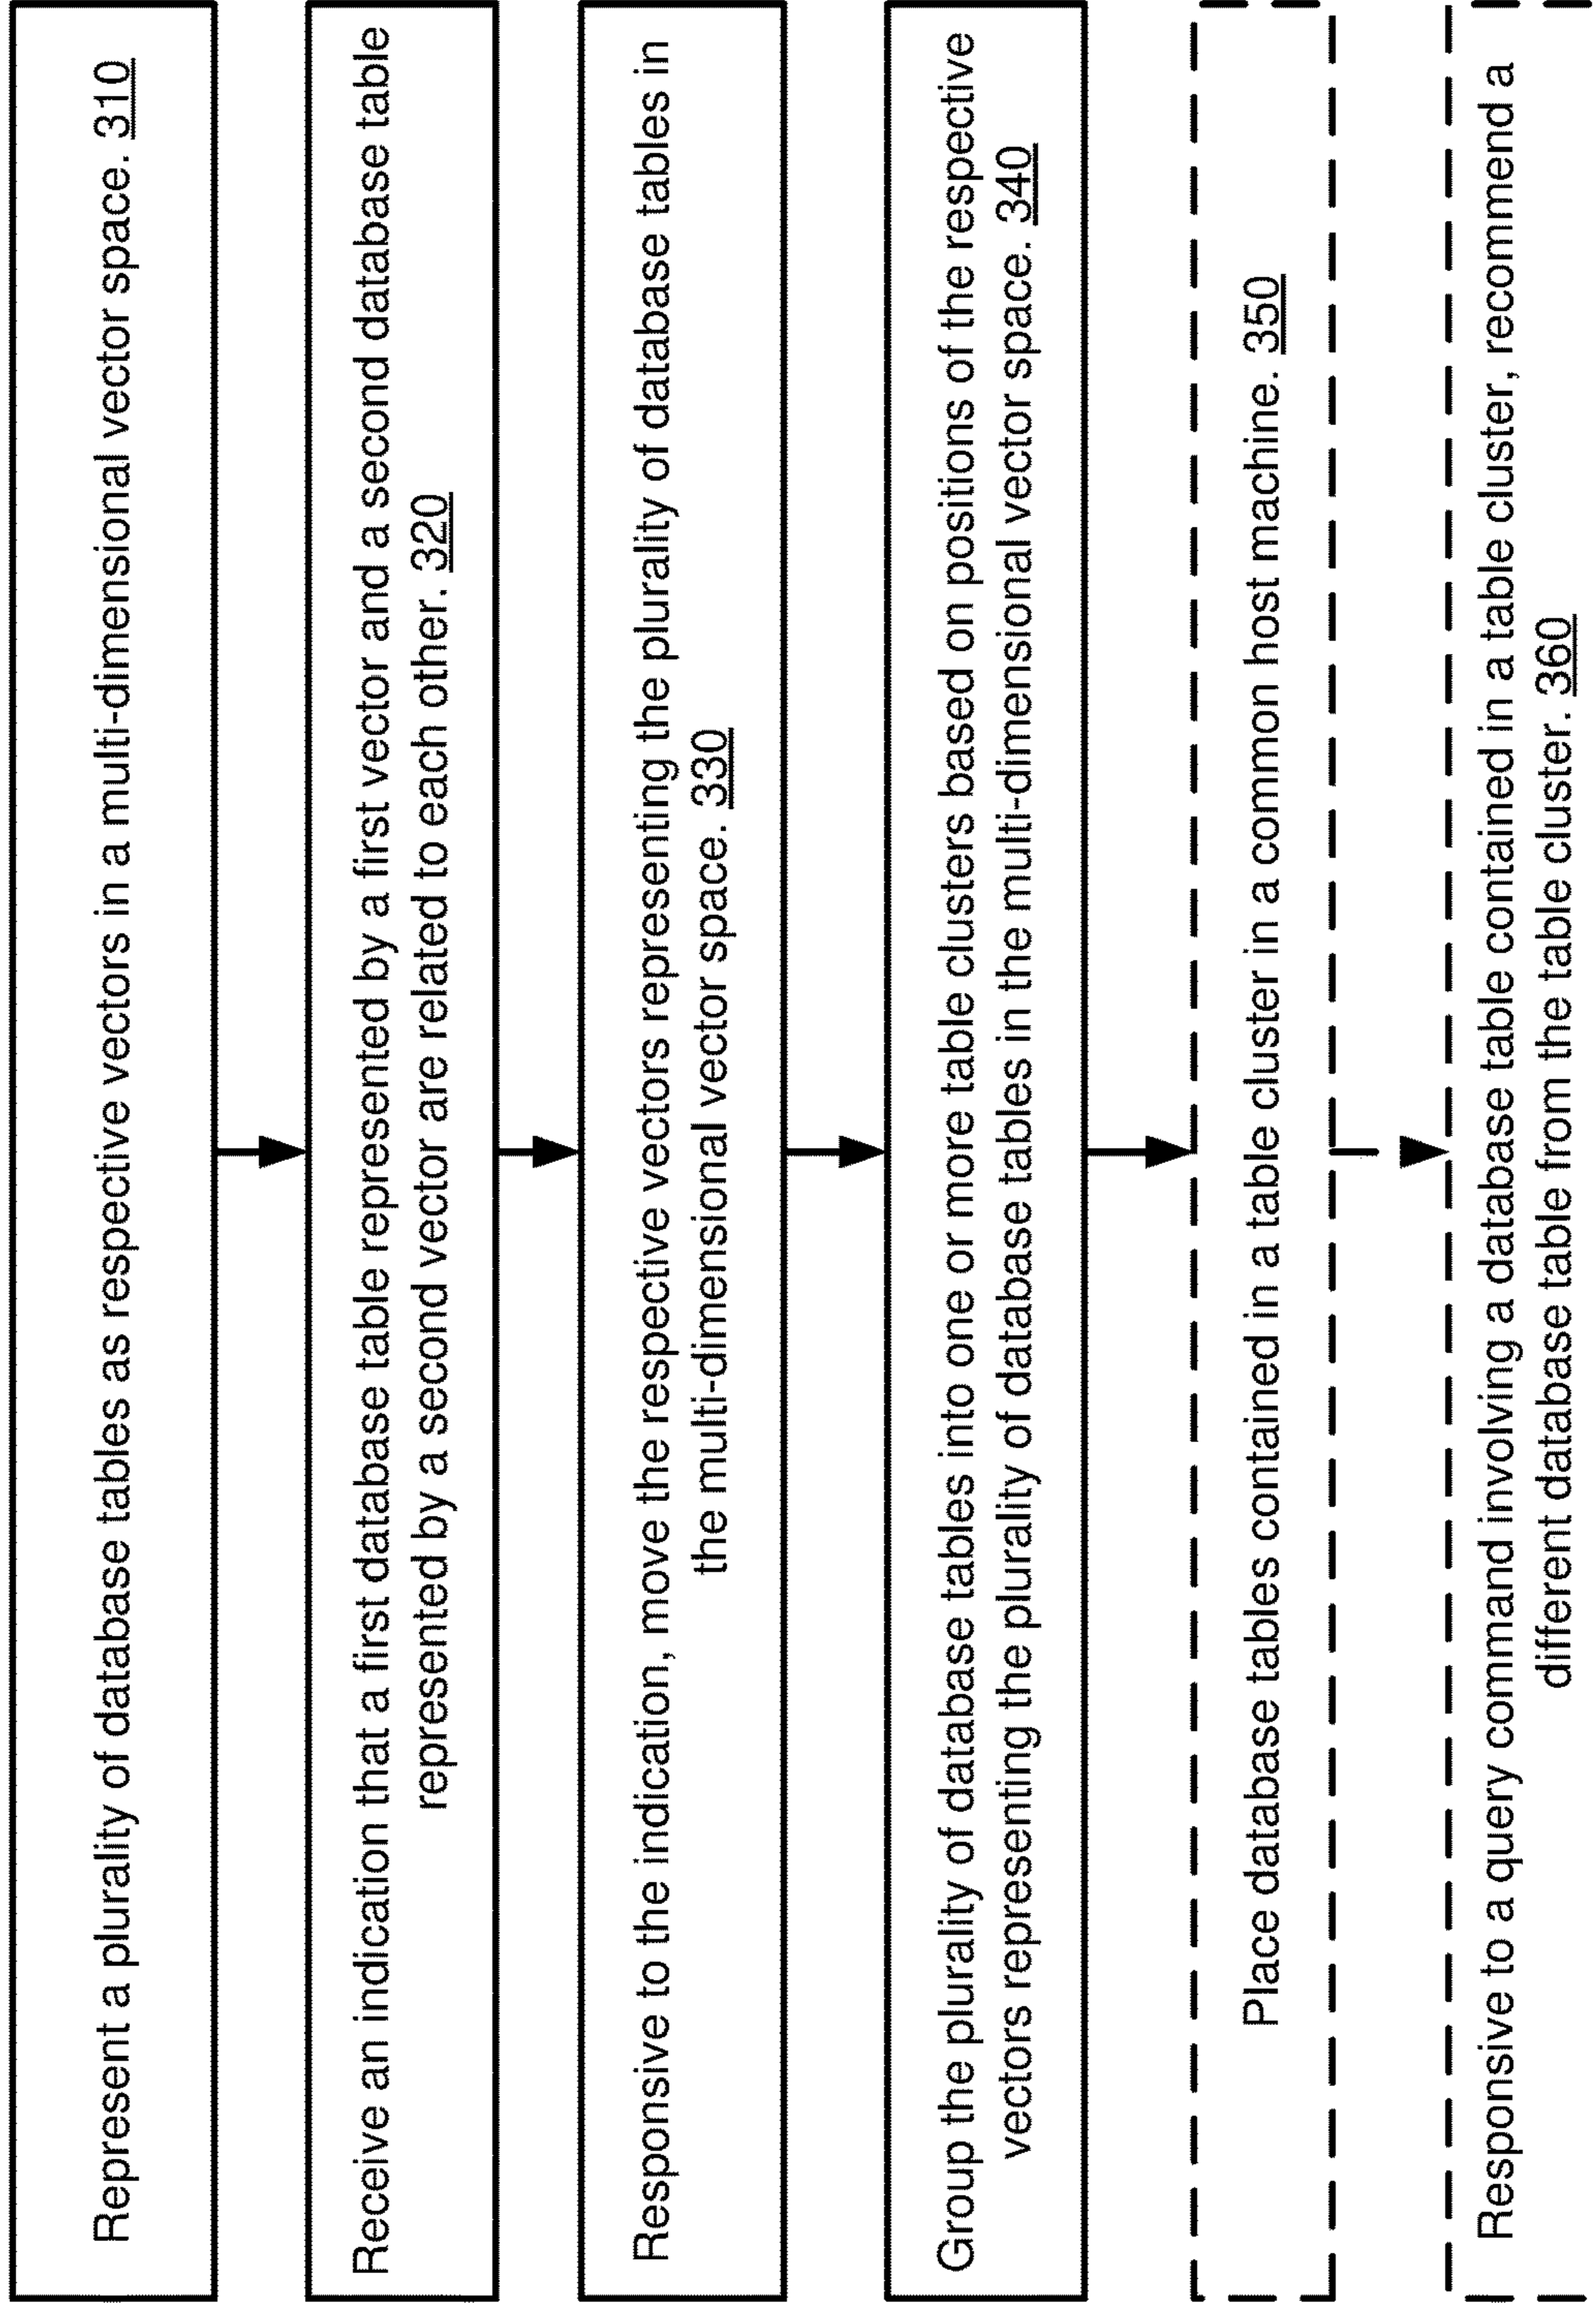 Represent a plurality of database tables as respective vectors in a multi-dimensional vector space. 310
Receive an indication that a first database table represented by a first vector and a second database table
represented by a second vector are related to each other. 320
Responsive to the indication, move the respective vectors representing the plurality of database tables in
the multi-dimensional vector space. 330
Group the plurality of database tables into one or more table clusters based on positions of the respective
vectors representing the plurality of database tables in the multi-dimensional vector space. 340
Place database tables contained in a table cluster in a common host machine. 350
Responsive to a query command involving a database table contained in a table cluster, recommend a
different database table from the table cluster. 360